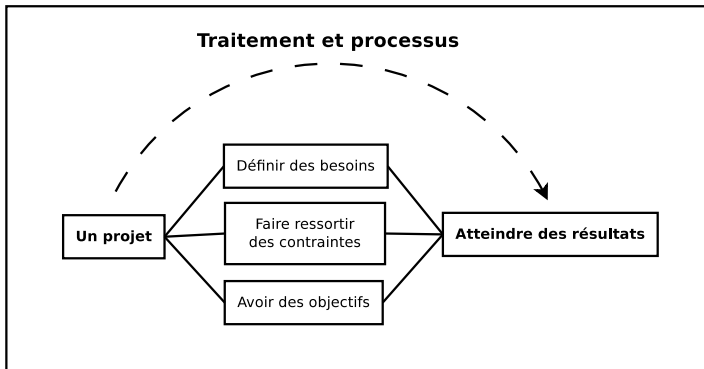 Traitement et processus
Définir des besoins
Un projet
Faire ressortir
des contraintes
Atteindre des résultats
Avoir des objectifs